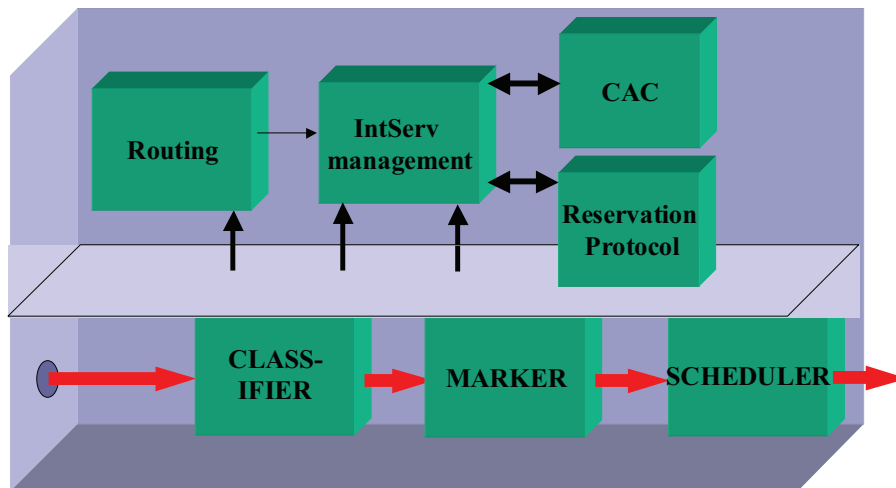 CAC
Routing
IntServ
management
Reservation
Protocol
CLASS-
IFIER
MARKER
SCHEDULER